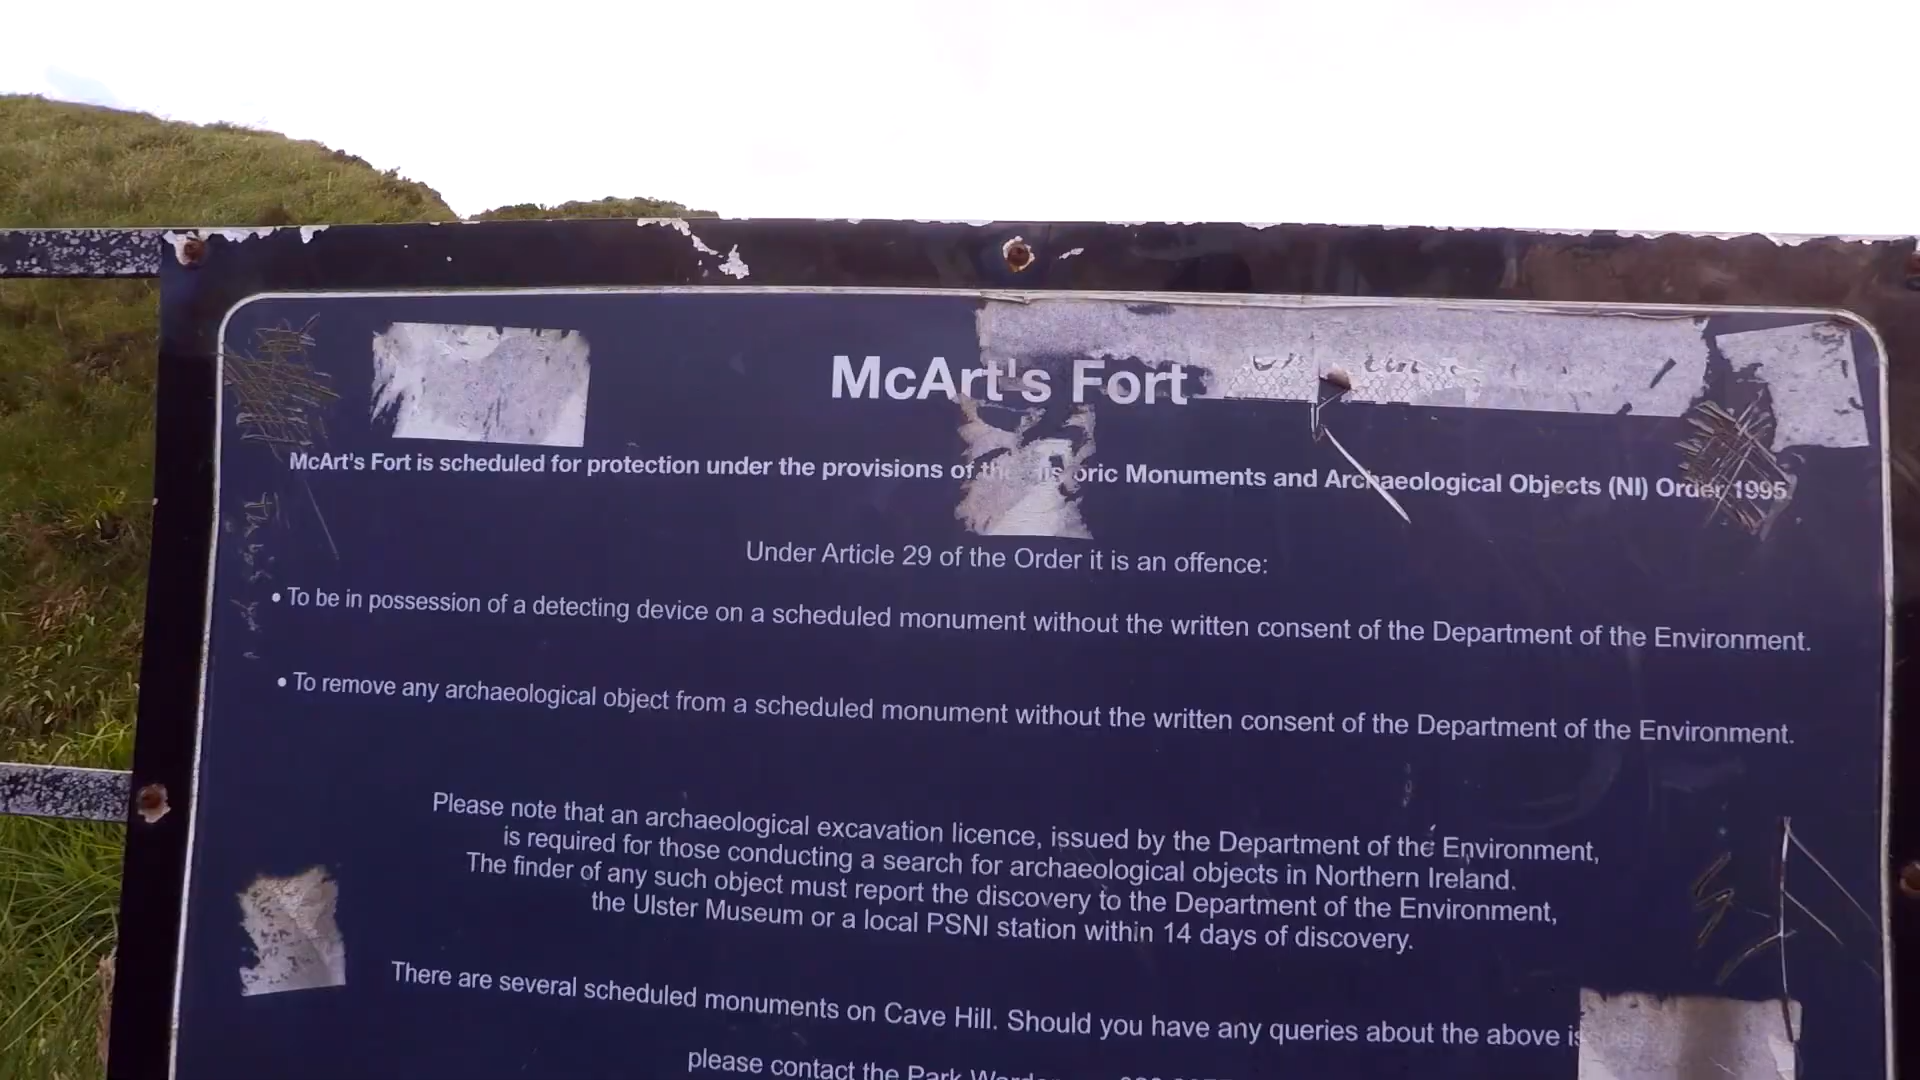 McArt's Fort
McArt's Fort is scheduled for protection under the provisions of the Historic Monuments and Archaeological Objects (NI) Order 1995.
Under Article 29 of the Order it is an offence:
• To be in possession of a detecting device on a scheduled monument without the written consent of the Department of the Environment.
• To remove any archaeological object from a scheduled monument without the written consent of the Department of the Environment.
Please note that an archaeological excavation licence, issued by the Department of the Environment,
is required for those conducting a search for archaeological objects in Northern Ireland.
The finder of any such object must report the discovery to the Department of the Environment,
the Ulster Museum or a local PSNI station within 14 days of discovery.
There are several scheduled monuments on Cave Hill. Should you have any queries about the above issues
please contact the Park